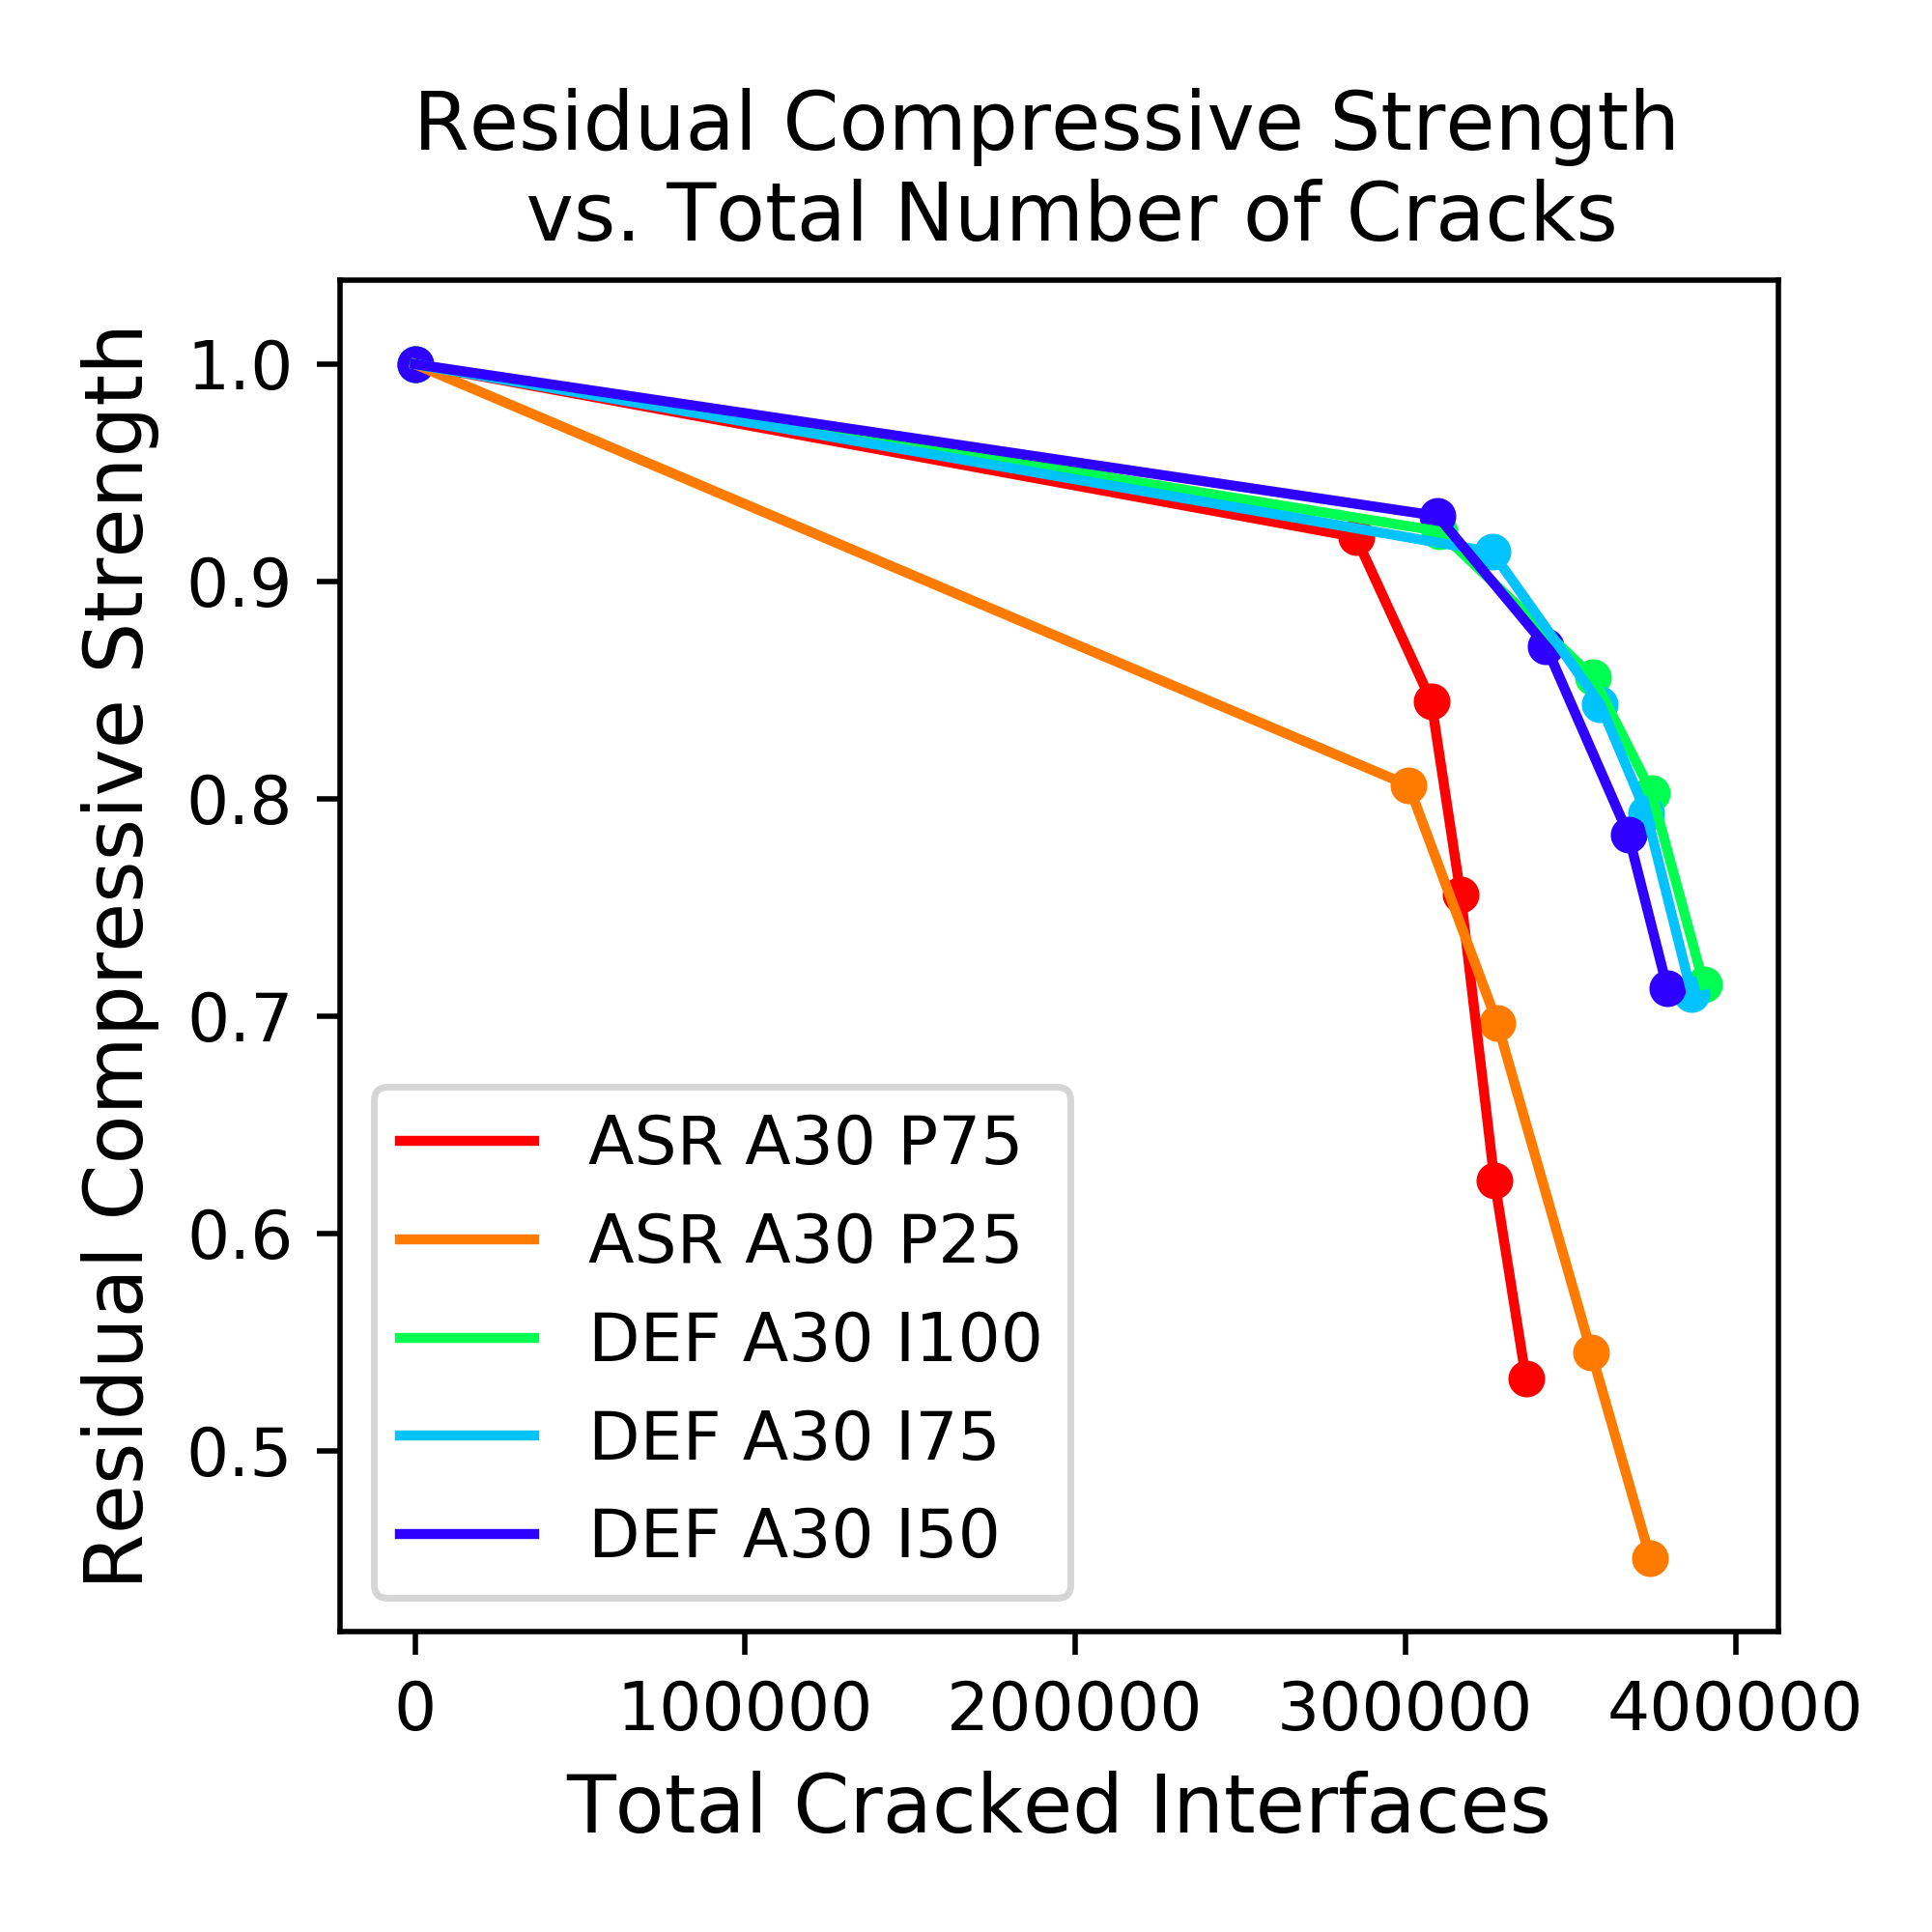 Residual Compressive Strength
vs. Total Number of Cracks
Residual Compressive Strength
1.0
0.9
0.8
0.7
0.6
0.5
ASR A30 P75
ASR A30 P25
DEF A30 I100
DEF A30 I75
DEF A30 I50
0 100000 200000 300000 400000
Total Cracked Interfaces